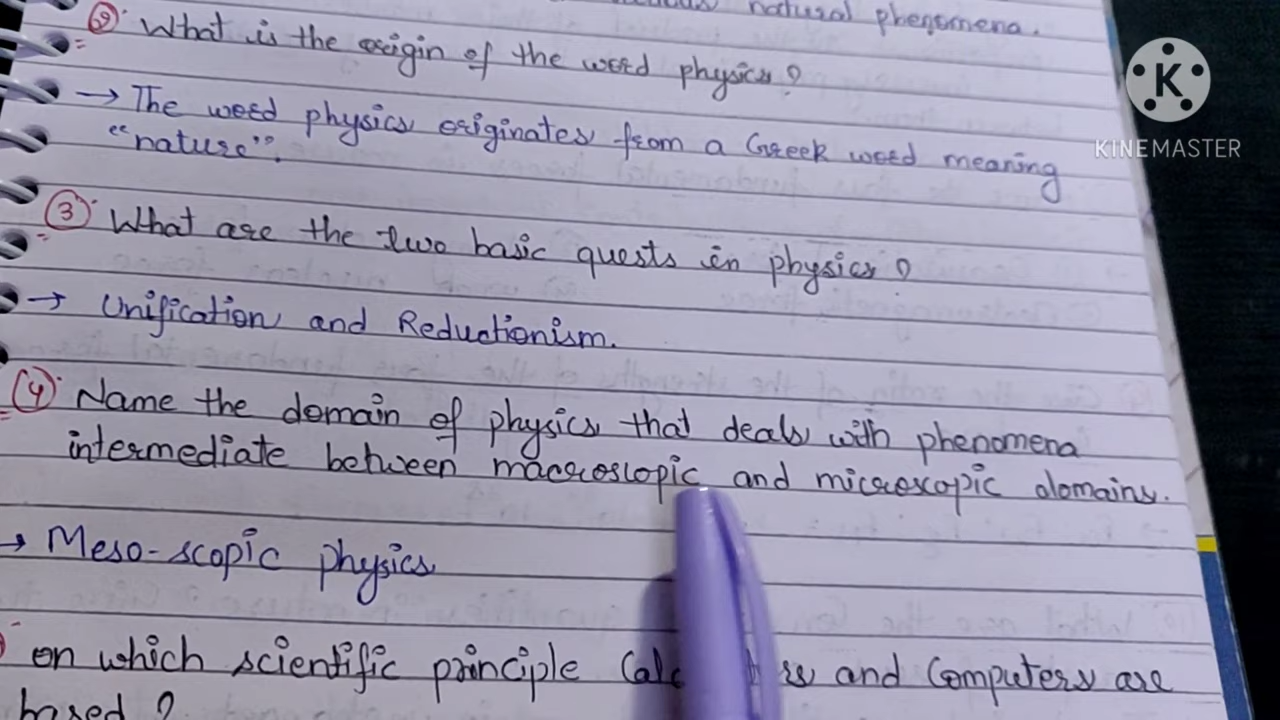 natural phenomena.
2 What is the origin of the word physics?
→ The word physics originates from a Greek word meaning
"nature".
3 What are the two basic quests in physics?
→ Unification and Reductionism.
(4) Name the domain of physics that deals with phenomena
intermediate between macroscopic and microscopic domains.
→ Meso-scopic physics
on which scientific principle and Computers are
based?
K
KINEMASTER